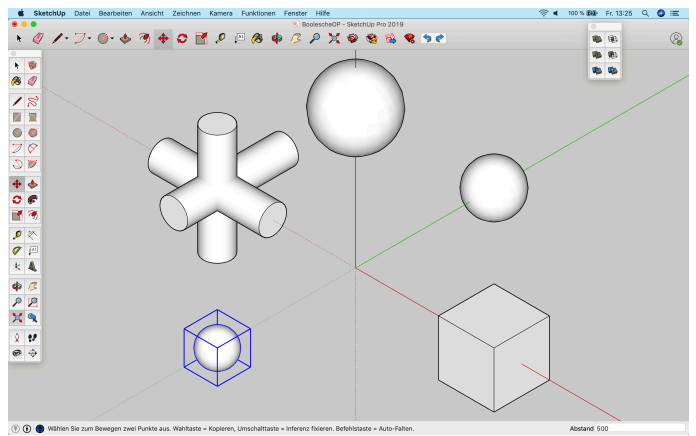 SketchUp Datei Bearbeiten Ansicht Zeichnen Kamera Funktionen Fenster Hilfe 100 % Fr. 13:25
BoolescheOP - SketchUp Pro 2019
Wählen Sie zum Bewegen zwei Punkte aus. Wahltaste = Kopieren, Umschalttaste = Inferenz fixieren. Befehlstaste = Auto-Falten. Abstand 500